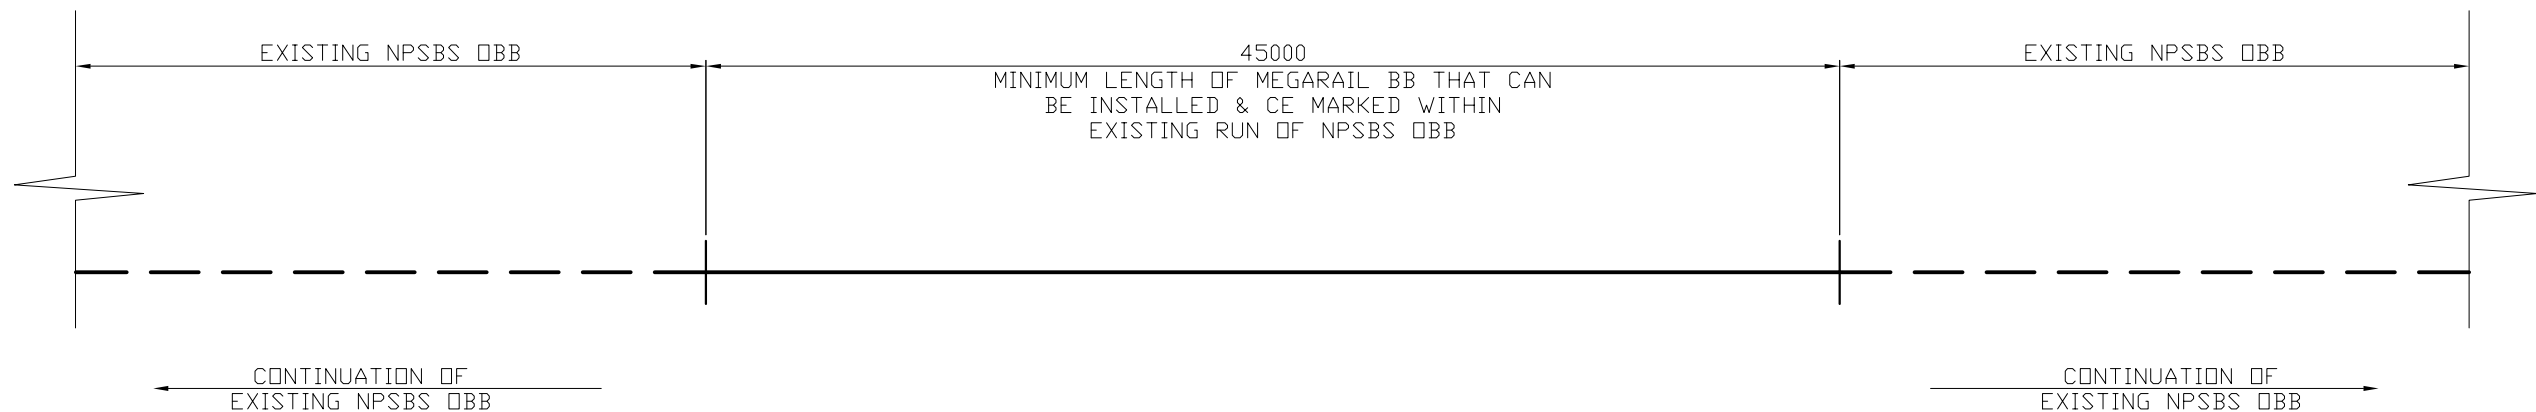 EXISTING NPSBS OBB
45000
EXISTING NPSBS OBB
MINIMUM LENGTH OF MEGARAIL BB THAT CAN
BE INSTALLED & CE MARKED WITHIN
EXISTING RUN OF NPSBS OBB
CONTINUATION OF
EXISTING NPSBS OBB
CONTINUATION OF
EXISTING NPSBS OBB